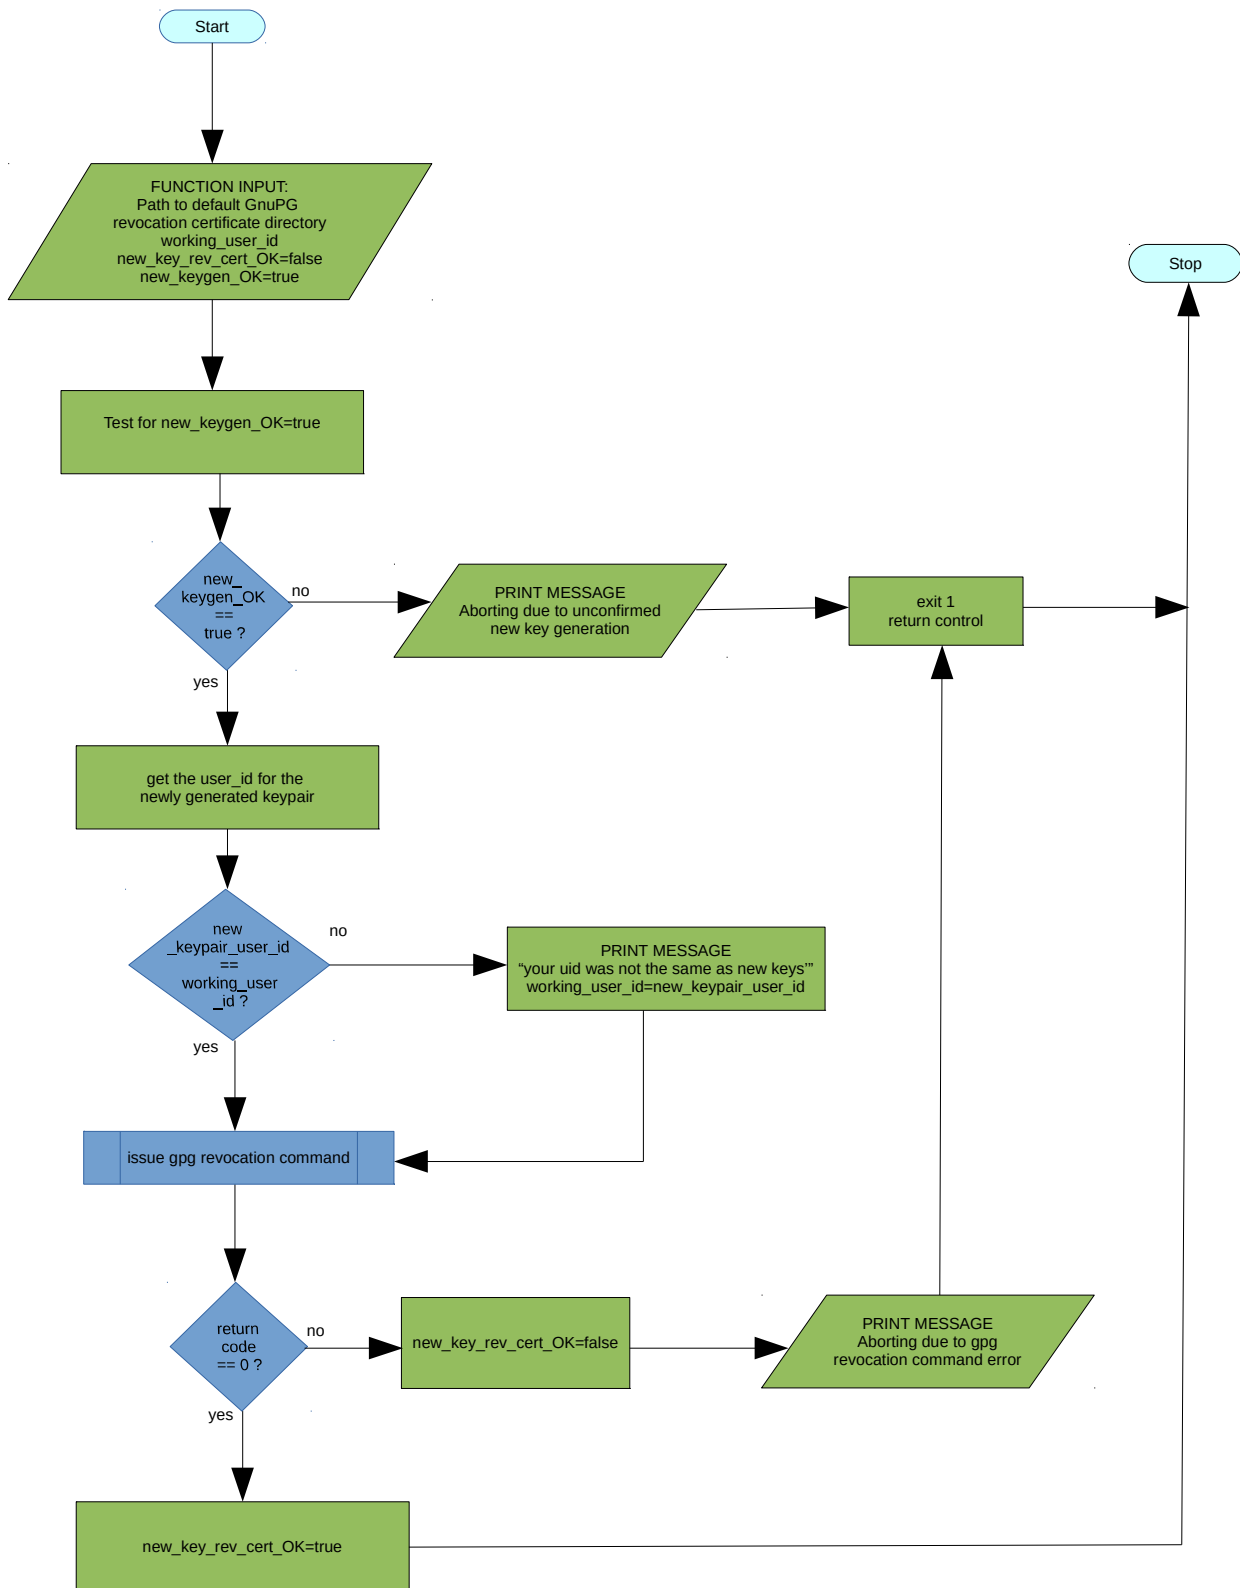 Start
FUNCTION INPUT:
Path to default GnuPG
revocation certificate directory
working_user_id
new_key_rev_cert_OK=false
new_keygen_OK=true
Stop
Test for new_keygen_OK=true
new_
keygen_OK
==
true ?
no
yes
PRINT MESSAGE
Aborting due to unconfirmed
new key generation
exit 1
return control
get the user_id for the
newly generated keypair
new
_keypair_user_id
==
working_user
_id ?
no
yes
PRINT MESSAGE
“your uid was not the same as new keys’”
working_user_id=new_keypair_user_id
issue gpg revocation command
return
code
== 0 ?
no
yes
new_key_rev_cert_OK=false
PRINT MESSAGE
Aborting due to gpg
revocation command error
new_key_rev_cert_OK=true